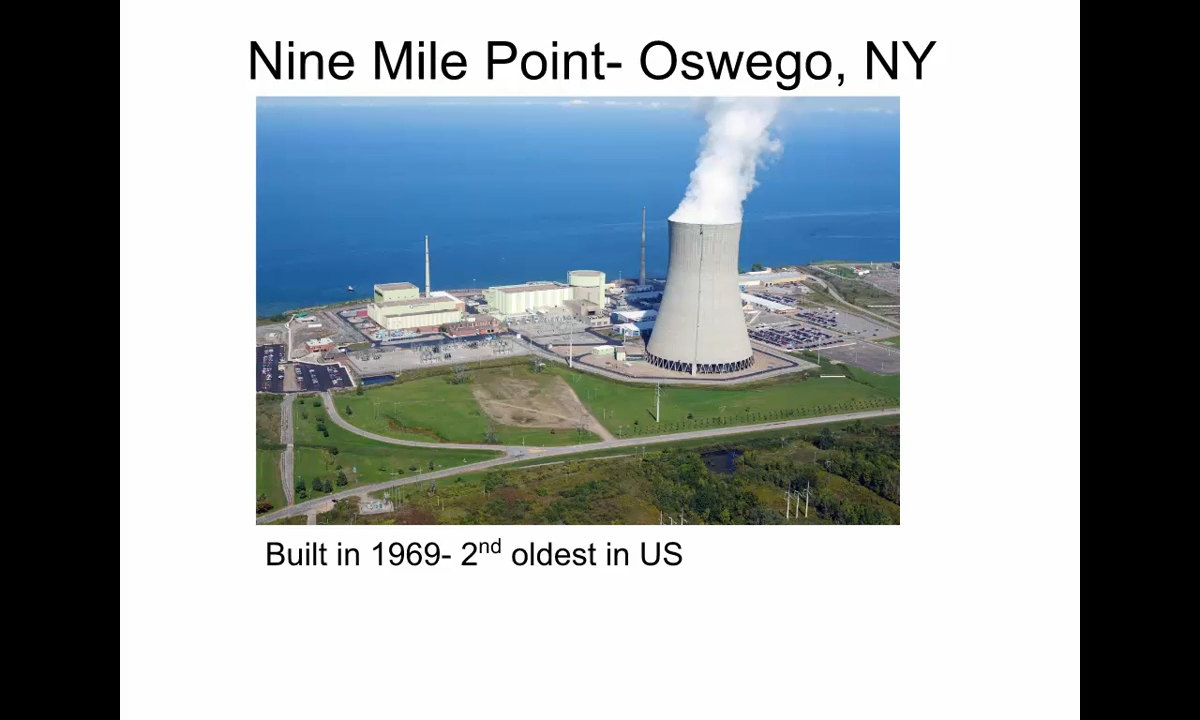 Nine Mile Point- Oswego, NY
Built in 1969- 2nd oldest in US